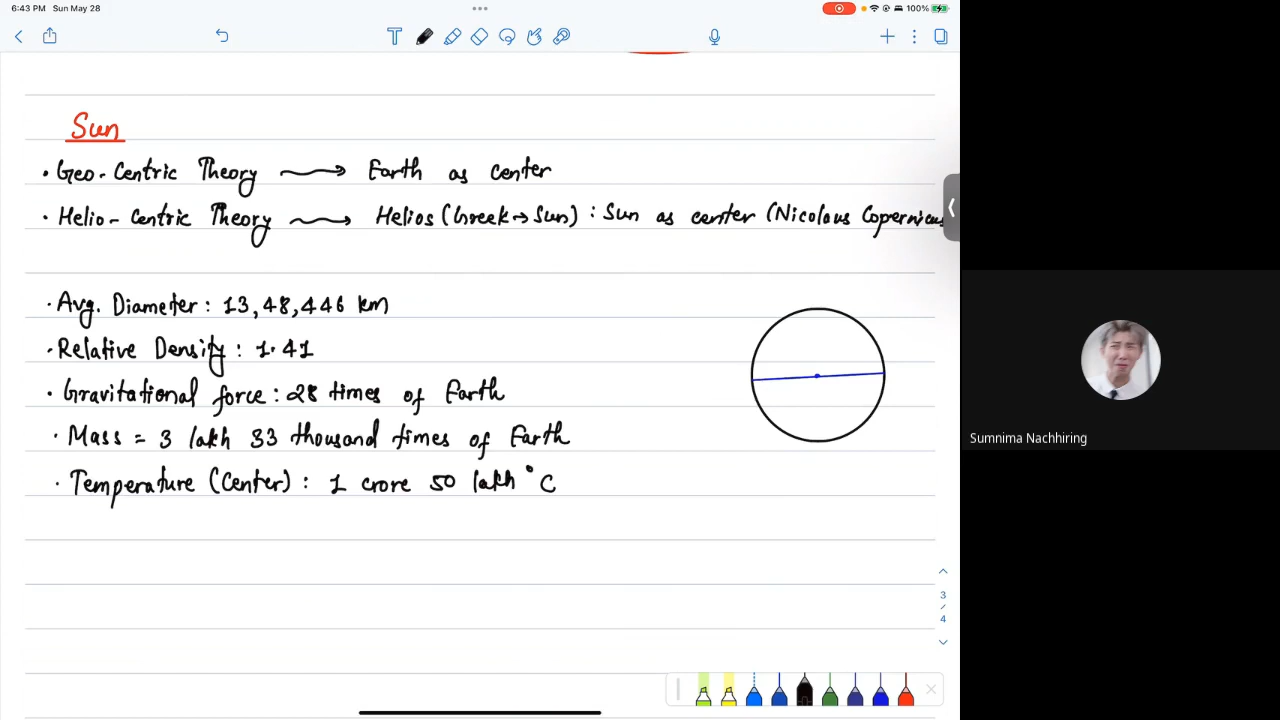 6:43 PM Sun May 28
100%
Sun
• Geo-Centric Theory → Earth as center
• Helio-Centric Theory → Helios (Greek → Sun) : Sun as center (Nicolaus Copernicus
• Avg. Diameter : 13,48,446 km
• Relative Density : 1.41
• Gravitational force : 28 times of Earth
• Mass = 3 lakh 33 thousand times of Earth
• Temperature (Center) : 1 crore 50 lakh °C
3
/
4
Sumnima Nachhiring